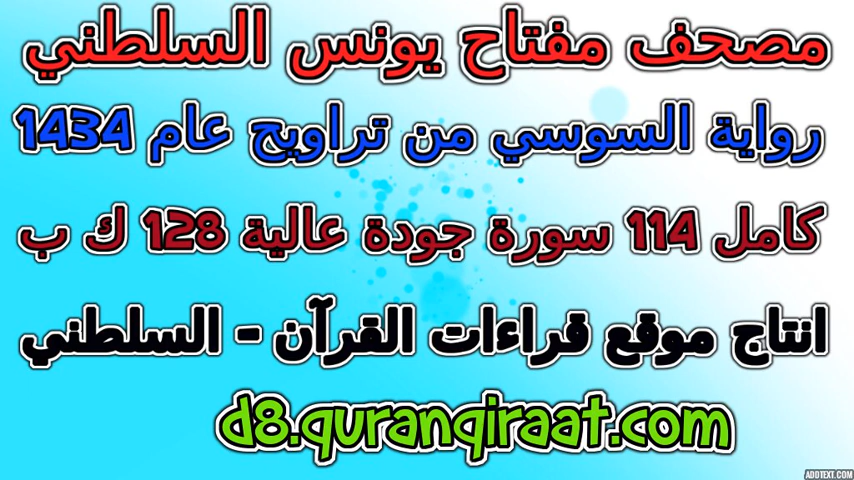 مصحف مفتاح يونس السلطني
رواية السوسي من تراويح عام 1434
كامل 114 سورة جودة عالية 128 ك ب
انتاج موقع قراءات القرآن - السلطني
d8.quranqiraat.com
ADDTEXT.COM